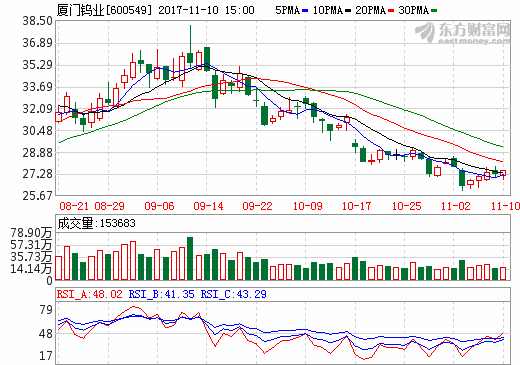 厦门钨业[600549] 2017-11-10 15:00 5PMA 10PMA 20PMA 30PMA
东方财富网
eastmoney.com
38.50
36.89
35.29
33.69
32.09
30.48
28.88
27.28
25.67
08-21 08-29 09-06 09-14 09-22 10-09 10-17 10-25 11-02 11-10
成交量:153683
78.90万
57.31万
35.73万
14.14万
RSI_A:48.02 RSI_B:41.35 RSI_C:43.29
79
48
17